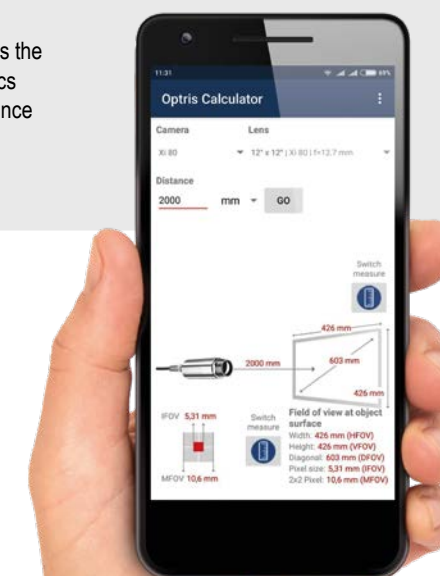 s the
cs
nce
11:31
69%
Optris Calculator
Camera
Lens
Xi 80
12° x 12° | Xi 80 | f=12.7 mm
Distance
2000 mm GO
Switch
measure
426 mm
2000 mm
603 mm
426 mm
IFOV 5,31 mm
MFOV 10,6 mm
Switch
measure
Field of view at object
surface
Width: 426 mm (HFOV)
Height: 426 mm (VFOV)
Diagonal: 603 mm (DFOV)
Pixel size: 5,31 mm (IFOV)
2x2 Pixel: 10,6 mm (MFOV)